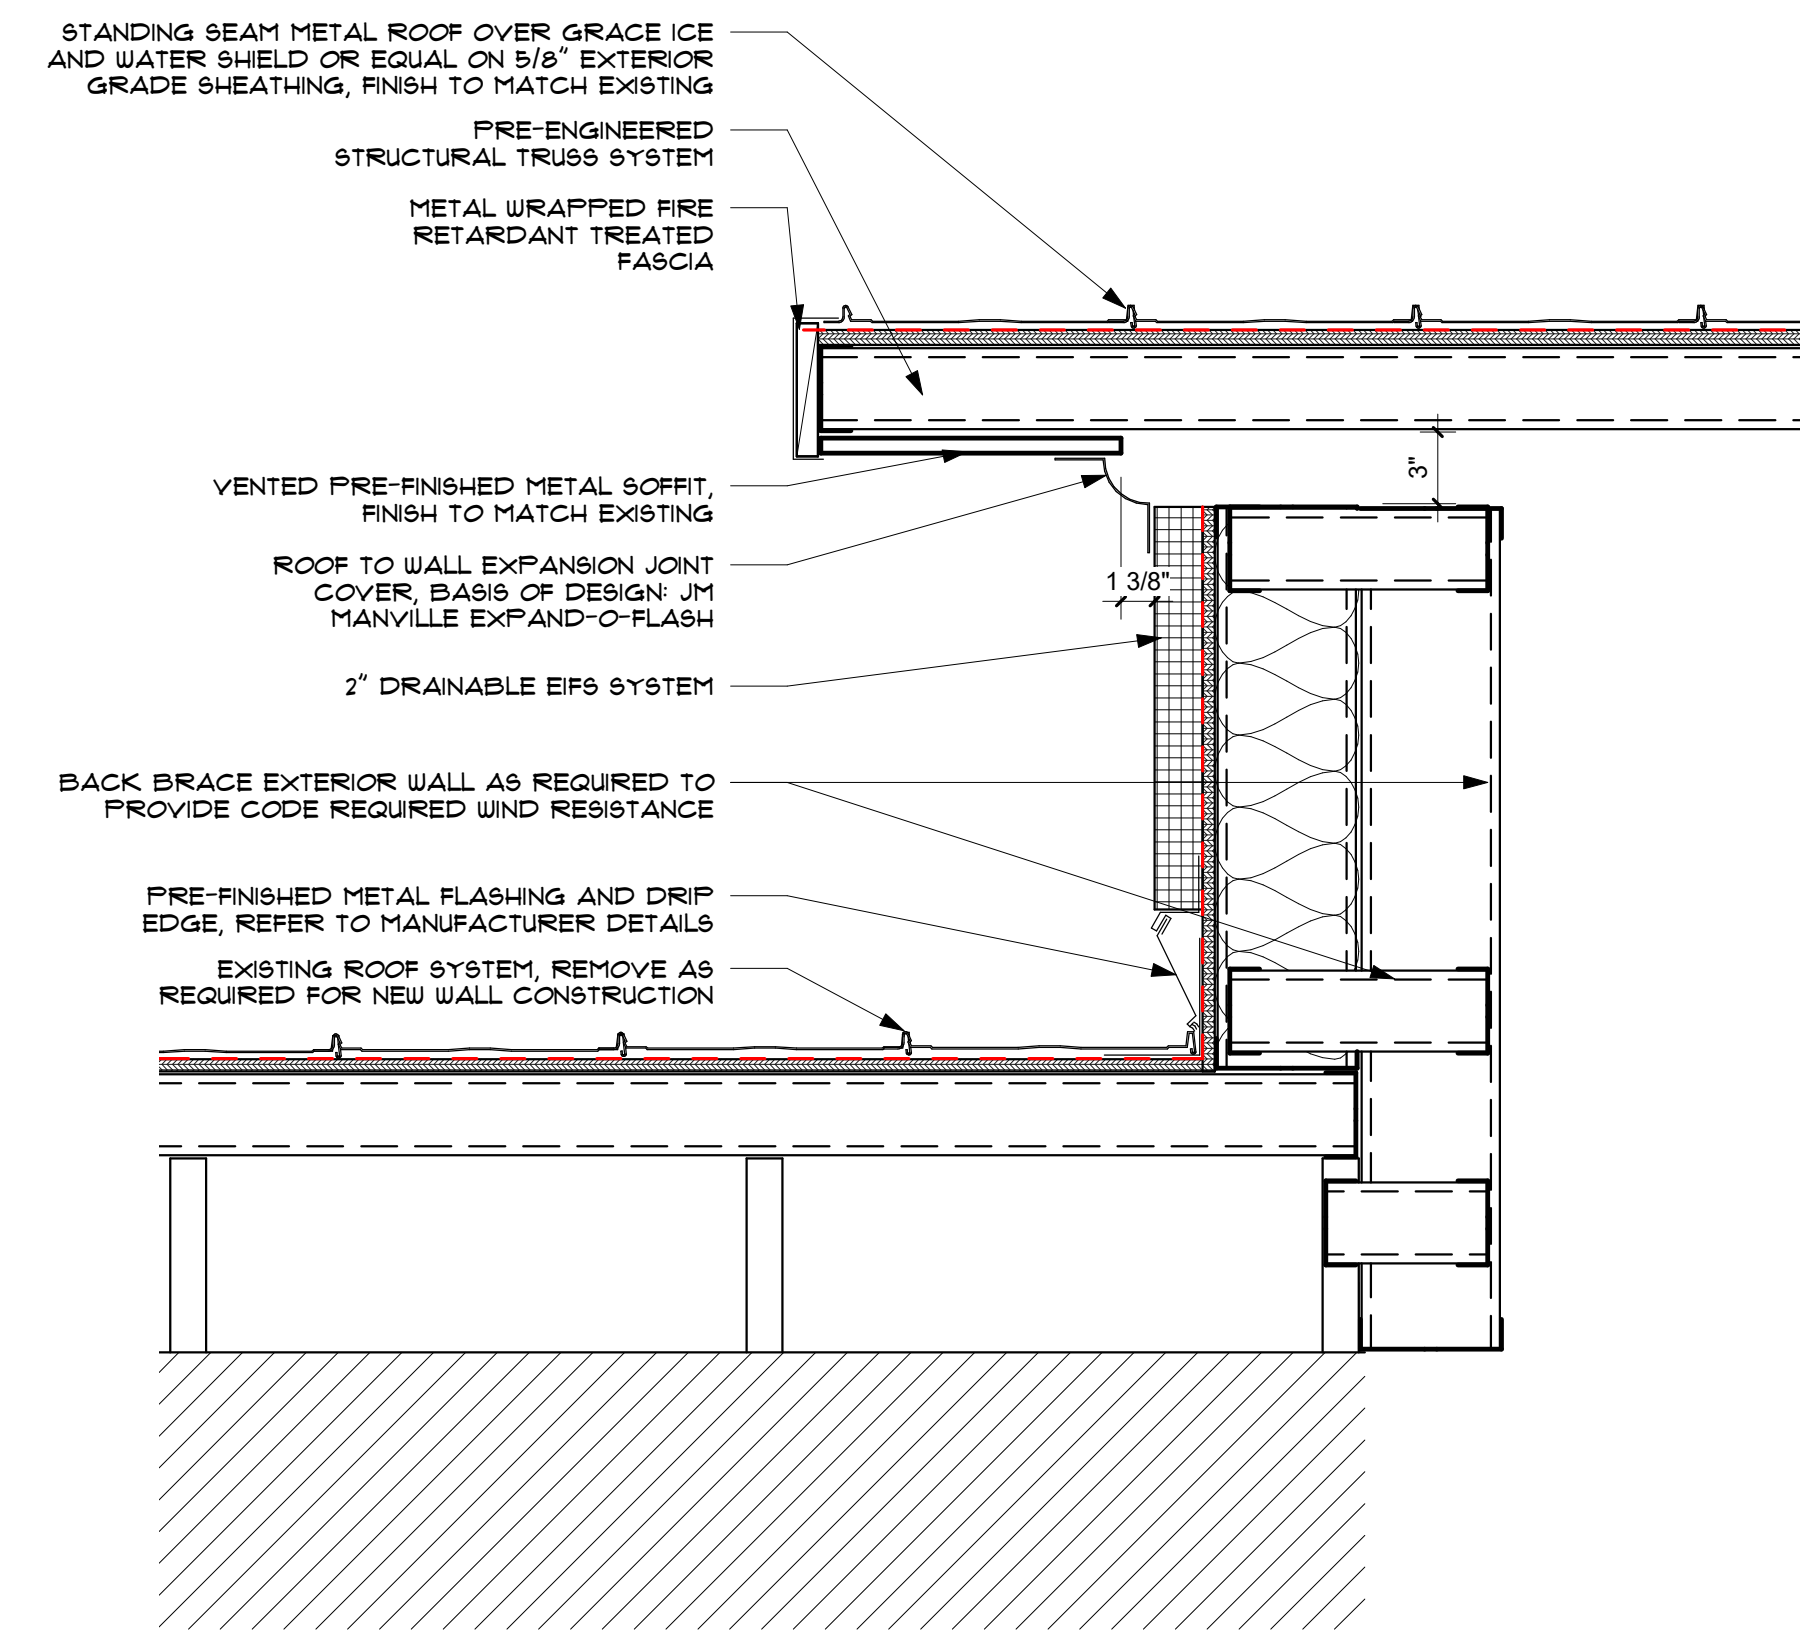 STANDING SEAM METAL ROOF OVER GRACE ICE
AND WATER SHIELD OR EQUAL ON 5/8" EXTERIOR
GRADE SHEATHING, FINISH TO MATCH EXISTING
PRE-ENGINEERED
STRUCTURAL TRUSS SYSTEM
METAL WRAPPED FIRE
RETARDANT TREATED
FASCIA
3"
VENTED PRE-FINISHED METAL SOFFIT,
FINISH TO MATCH EXISTING
ROOF TO WALL EXPANSION JOINT
COVER, BASIS OF DESIGN: JM
MANVILLE EXPAND-O-FLASH
1 3/8"
2" DRAINABLE EIFS SYSTEM
BACK BRACE EXTERIOR WALL AS REQUIRED TO
PROVIDE CODE REQUIRED WIND RESISTANCE
PRE-FINISHED METAL FLASHING AND DRIP
EDGE, REFER TO MANUFACTURER DETAILS
EXISTING ROOF SYSTEM, REMOVE AS
REQUIRED FOR NEW WALL CONSTRUCTION